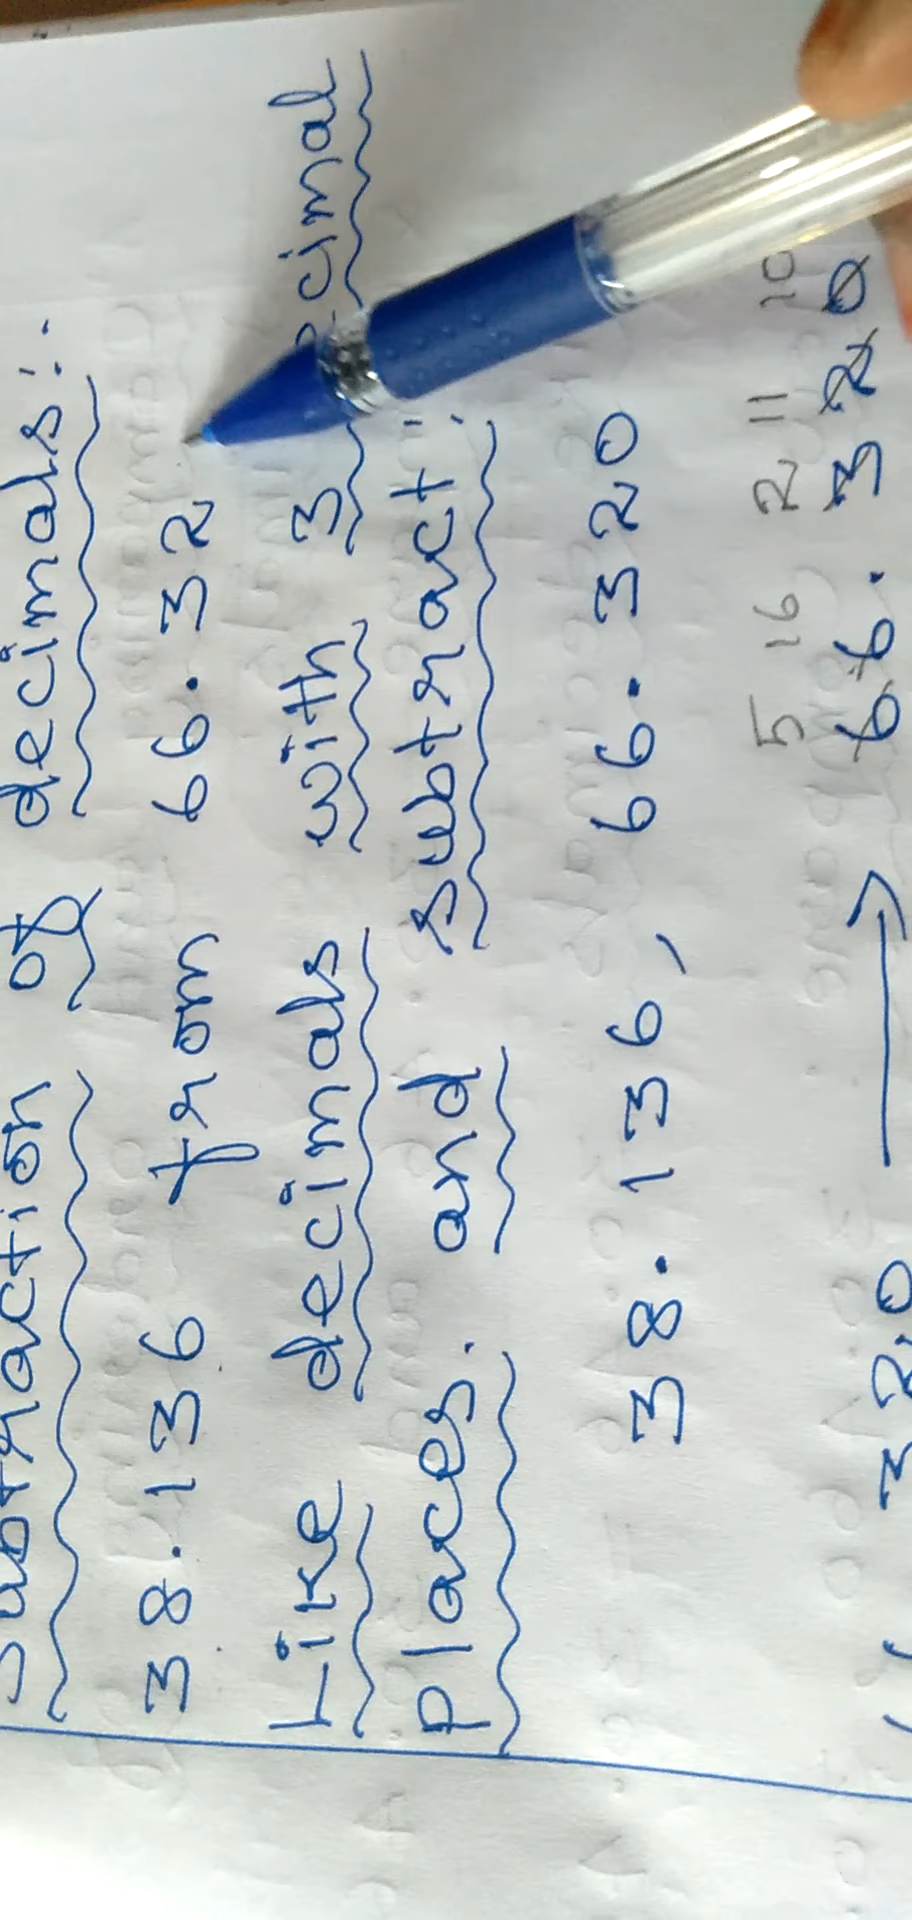 Subtraction of decimals:-
38.136 from 66.32
Like decimals with 3
Places. and subtract:
38.136, 66.320
5 16 2 11 10
66.320
320